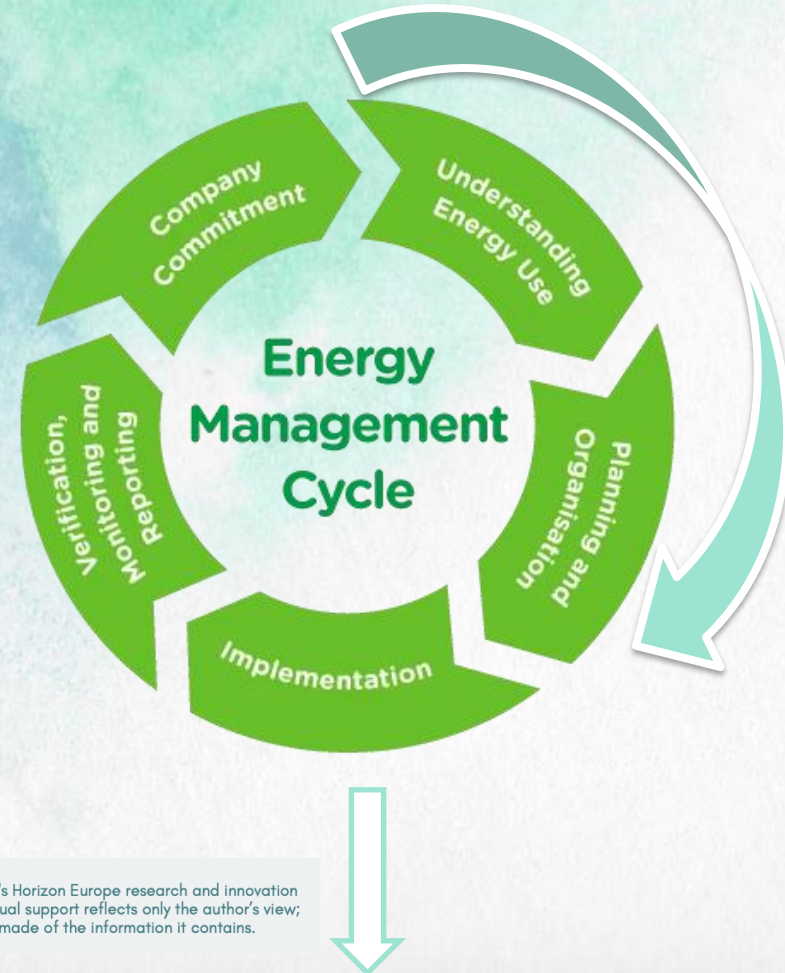 Company
Commitment
Understanding
Energy Use
Planning and
Organisation
Implementation
Verification,
Monitoring and
Reporting
Energy
Management
Cycle
's Horizon Europe research and innovation
ual support reflects only the author's view;
made of the information it contains.